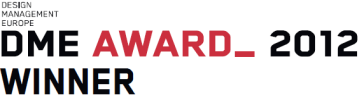 DESIGN
MANAGEMENT
EUROPE
DME AWARD_ 2012
WINNER